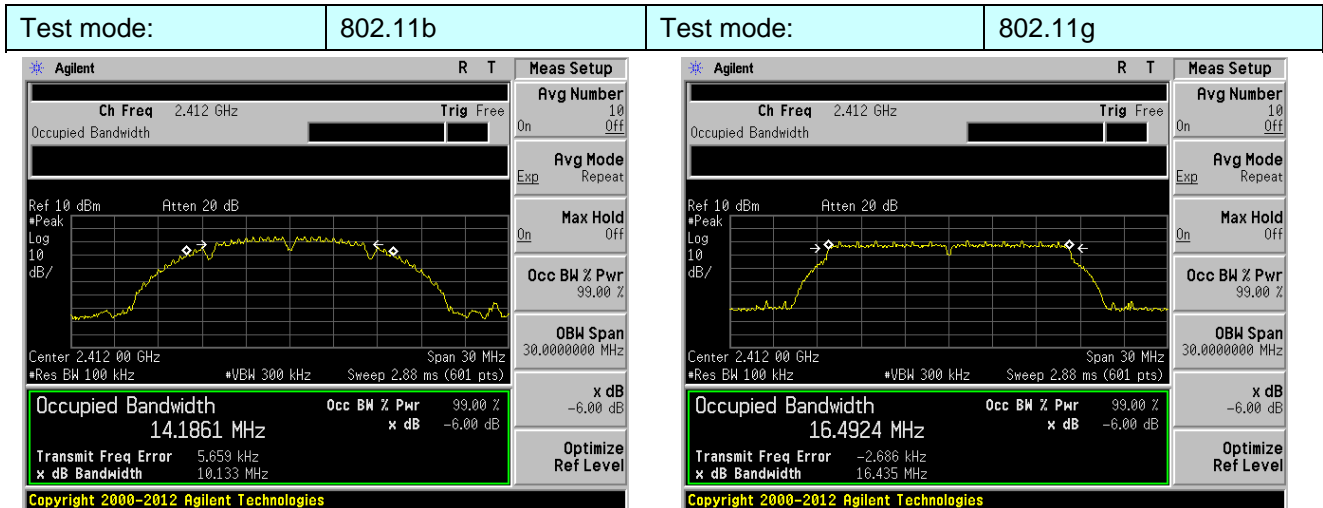 Test mode: 802.11b Test mode: 802.11g
Agilent R T Meas Setup
Ch Freq 2.412 GHz Trig Free
Occupied Bandwidth
Avg Number
10
On Off
Avg Mode
Exp Repeat
Ref 10 dBm Atten 20 dB
#Peak
Log
10
dB/
Max Hold
On Off
Occ BW % Pwr
99.00 %
OBW Span
30.0000000 MHz
Center 2.412 00 GHz Span 30 MHz
#Res BW 100 kHz #VBW 300 kHz Sweep 2.88 ms (601 pts)
x dB
-6.00 dB
Occupied Bandwidth Occ BW % Pwr 99.00 %
14.1861 MHz x dB -6.00 dB
Transmit Freq Error 5.659 kHz
x dB Bandwidth 10.133 MHz
Optimize
Ref Level
Copyright 2000-2012 Agilent Technologies
Agilent R T Meas Setup
Ch Freq 2.412 GHz Trig Free
Occupied Bandwidth
Avg Number
10
On Off
Avg Mode
Exp Repeat
Ref 10 dBm Atten 20 dB
#Peak
Log
10
dB/
Max Hold
On Off
Occ BW % Pwr
99.00 %
OBW Span
30.0000000 MHz
Center 2.412 00 GHz Span 30 MHz
#Res BW 100 kHz #VBW 300 kHz Sweep 2.88 ms (601 pts)
x dB
-6.00 dB
Occupied Bandwidth Occ BW % Pwr 99.00 %
16.4924 MHz x dB -6.00 dB
Transmit Freq Error -2.686 kHz
x dB Bandwidth 16.435 MHz
Optimize
Ref Level
Copyright 2000-2012 Agilent Technologies